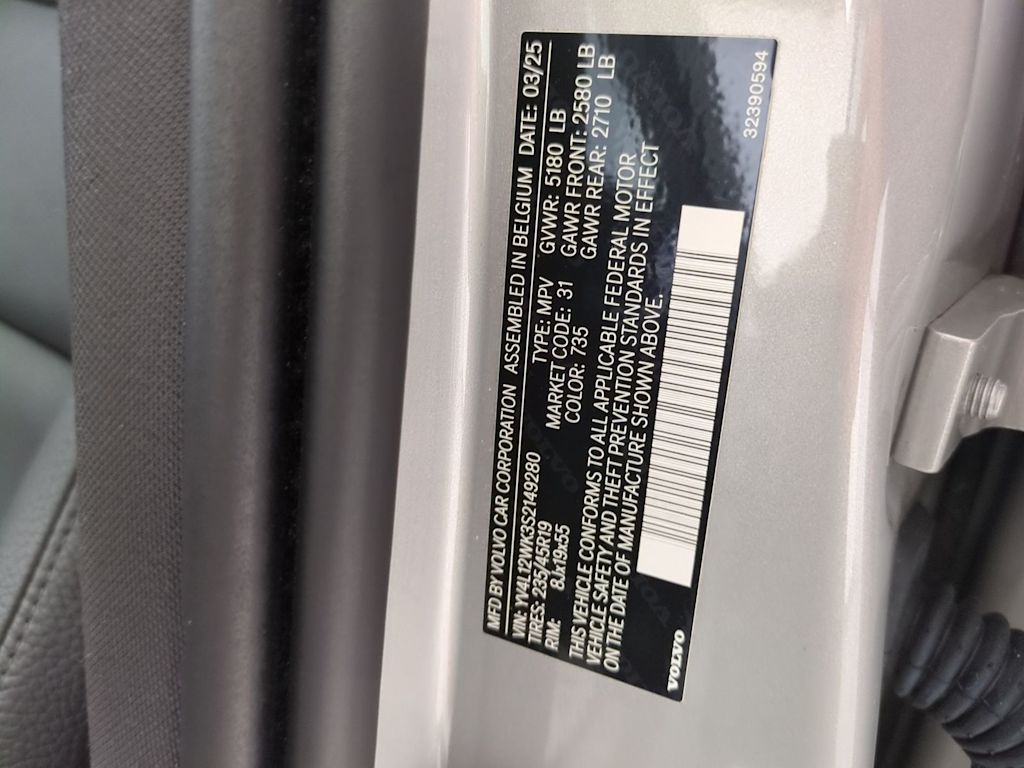 MFD BY VOLVO CAR CORPORATION ASSEMBLED IN BELGIUM DATE: 03/25
VIN: YV4L12WK3S2149280 TYPE: MPV GVWR: 5180 LB
TIRES: 235/45R19 MARKET CODE: 31 GAWR FRONT: 2580 LB
RIM: 8Jx19x55 COLOR: 735 GAWR REAR: 2710 LB
THIS VEHICLE CONFORMS TO ALL APPLICABLE FEDERAL MOTOR
VEHICLE SAFETY AND THEFT PREVENTION STANDARDS IN EFFECT
ON THE DATE OF MANUFACTURE SHOWN ABOVE.
VOLVO 32390594